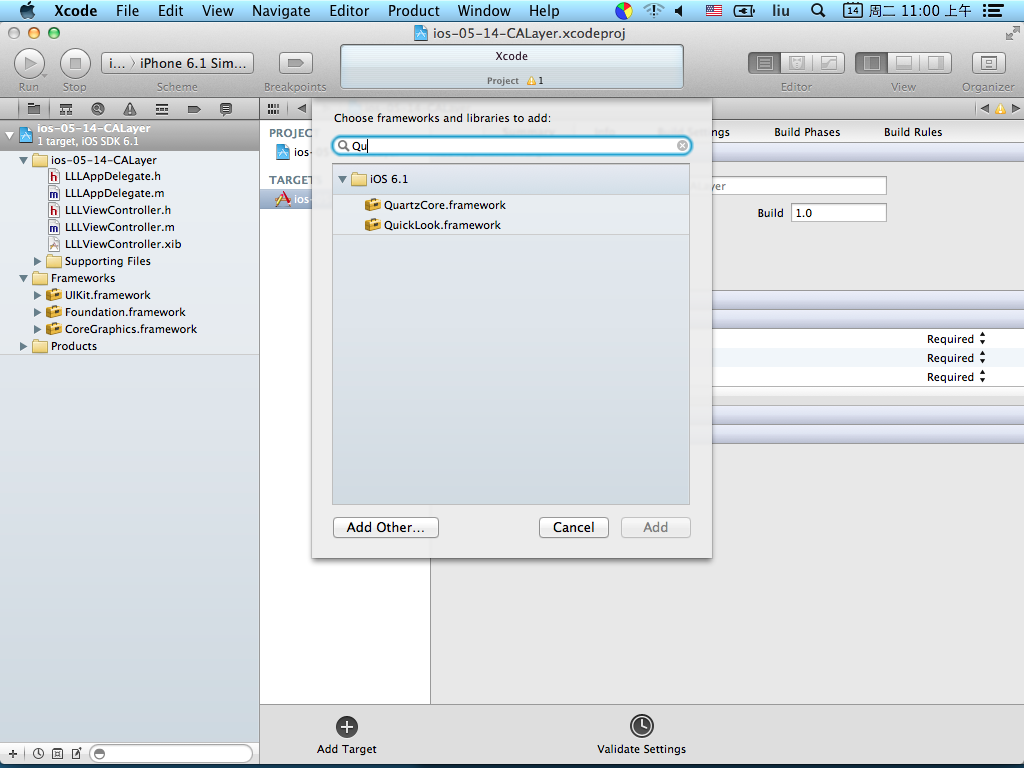 Xcode File Edit View Navigate Editor Product Window Help liu 14 周二 11:00 上午
ios-05-14-CALayer.xcodeproj
i... 〉 iPhone 6.1 Sim...
Xcode
Project 1
Run Stop Scheme Breakpoints Editor View Organizer
ios-05-14-CALayer
1 target, iOS SDK 6.1
ios-05-14-CALayer
h LLLAppDelegate.h
m LLLAppDelegate.m
h LLLViewController.h
m LLLViewController.m
LLLViewController.xib
Supporting Files
Frameworks
UIKit.framework
Foundation.framework
CoreGraphics.framework
Products
PROJEC
ios-
TARGET
ios-
Choose frameworks and libraries to add:
Qu
iOS 6.1
QuartzCore.framework
QuickLook.framework
Add Other... Cancel Add
ngs Build Phases Build Rules
yer
Build 1.0
Required
Required
Required
Add Target Validate Settings